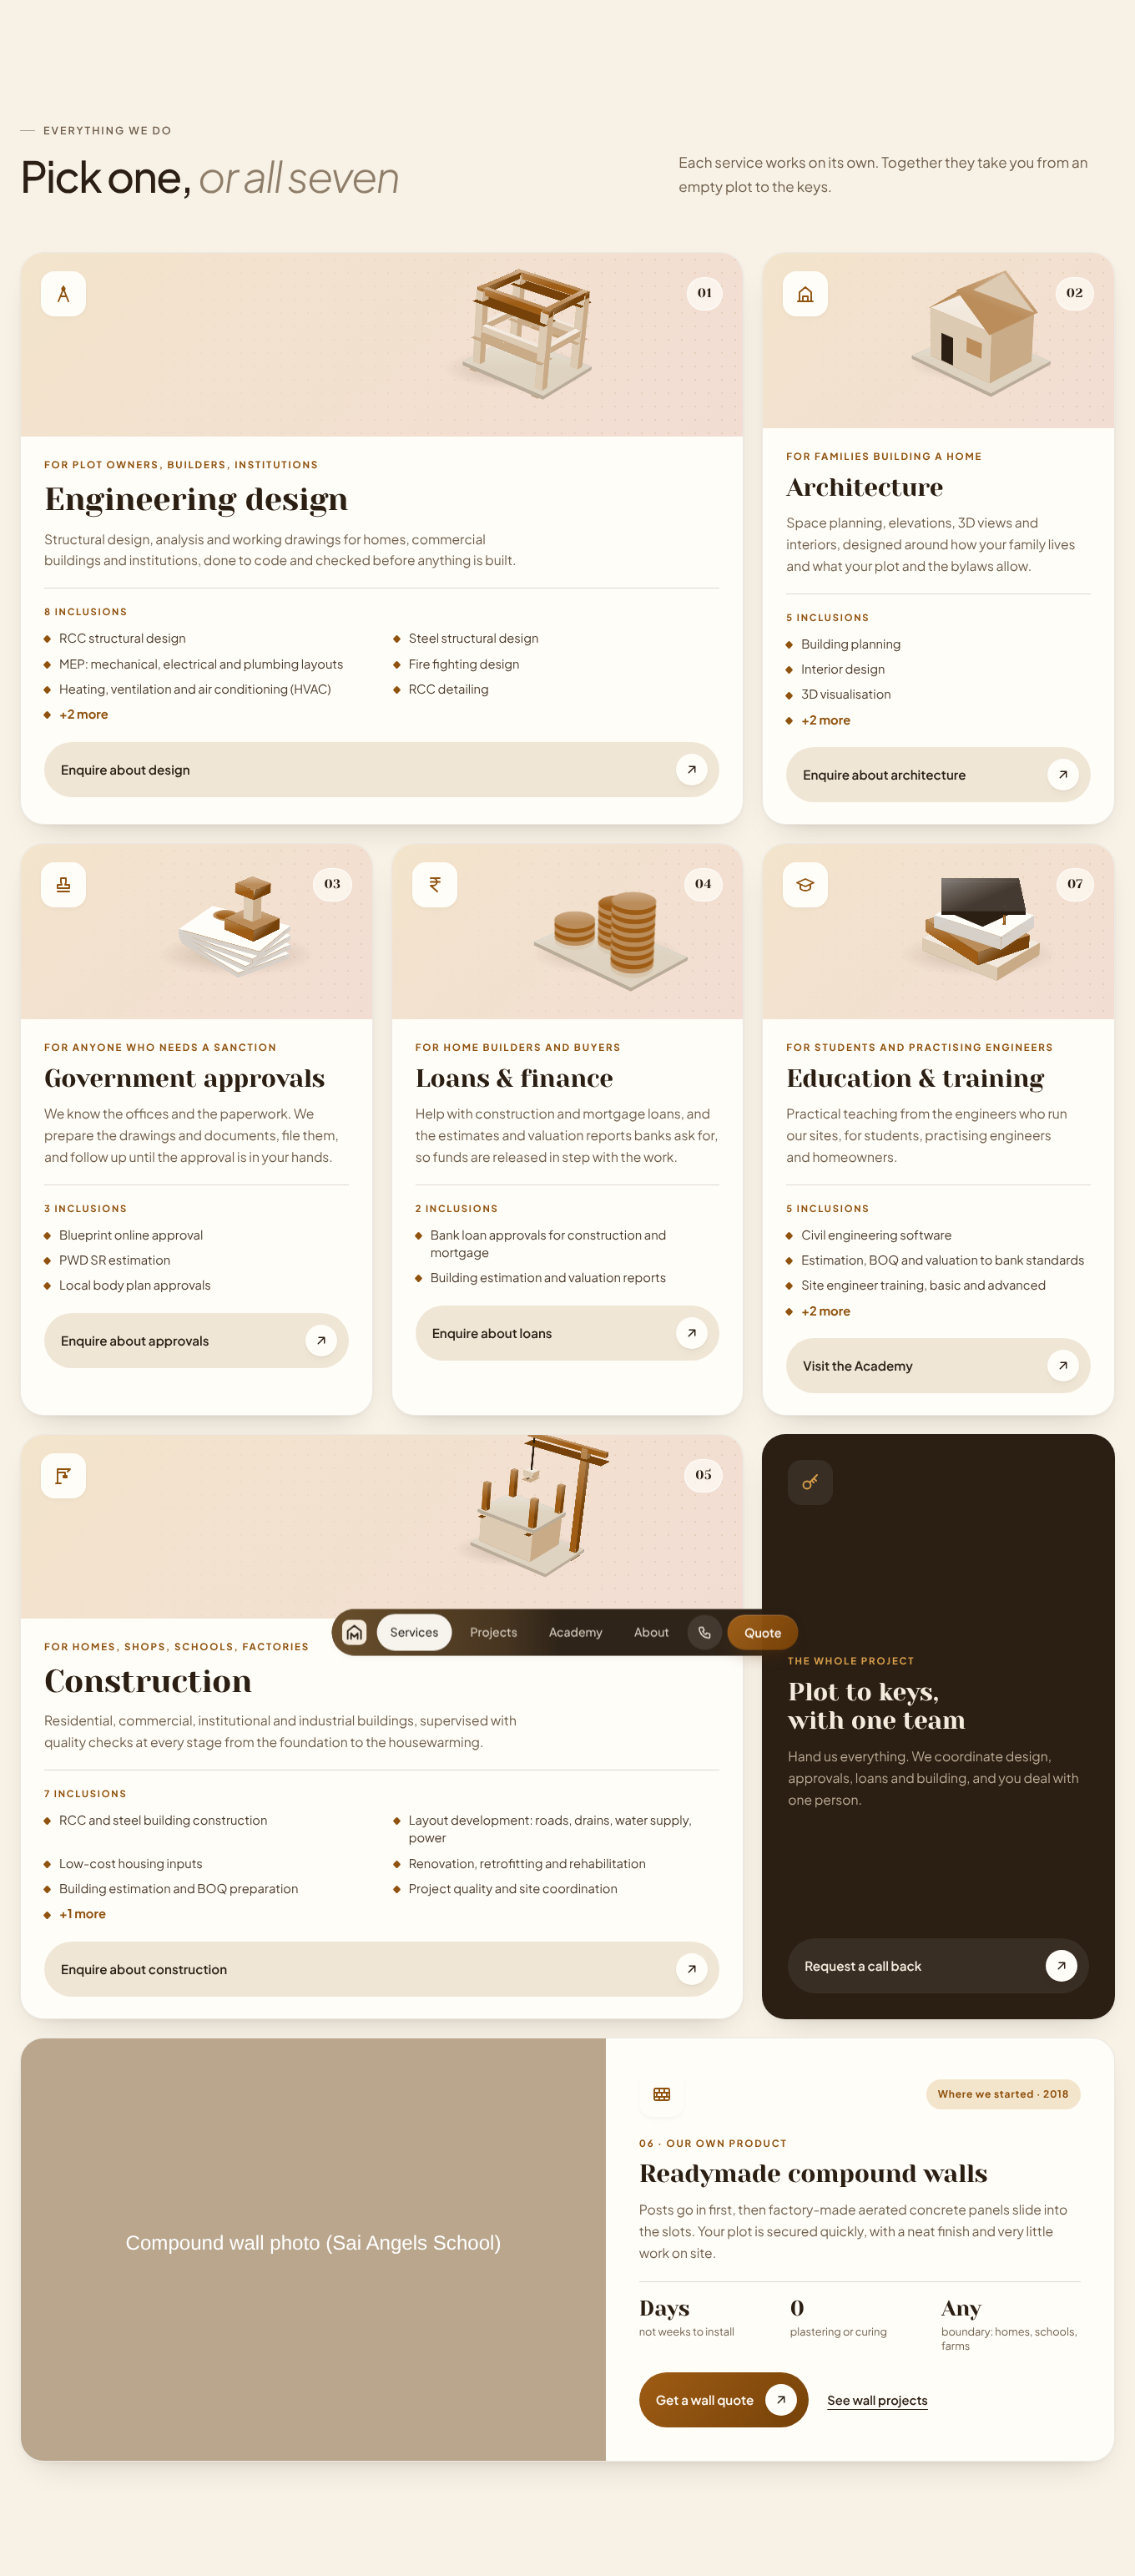 EVERYTHING WE DO
Pick one, or all seven
Each service works on its own. Together they take you from an
empty plot to the keys.
01
FOR PLOT OWNERS, BUILDERS, INSTITUTIONS
Engineering design
Structural design, analysis and working drawings for homes, commercial
buildings and institutions, done to code and checked before anything is built.
8 INCLUSIONS
RCC structural design
Steel structural design
MEP: mechanical, electrical and plumbing layouts
Fire fighting design
Heating, ventilation and air conditioning (HVAC)
RCC detailing
+2 more
Enquire about design
02
FOR FAMILIES BUILDING A HOME
Architecture
Space planning, elevations, 3D views and
interiors, designed around how your family lives
and what your plot and the bylaws allow.
5 INCLUSIONS
Building planning
Interior design
3D visualisation
+2 more
Enquire about architecture
03
FOR ANYONE WHO NEEDS A SANCTION
Government approvals
We know the offices and the paperwork. We
prepare the drawings and documents, file them,
and follow up until the approval is in your hands.
3 INCLUSIONS
Blueprint online approval
PWD SR estimation
Local body plan approvals
Enquire about approvals
₹
04
FOR HOME BUILDERS AND BUYERS
Loans & finance
Help with construction and mortgage loans, and
the estimates and valuation reports banks ask for,
so funds are released in step with the work.
2 INCLUSIONS
Bank loan approvals for construction and
mortgage
Building estimation and valuation reports
Enquire about loans
07
FOR STUDENTS AND PRACTISING ENGINEERS
Education & training
Practical teaching from the engineers who run
our sites, for students, practising engineers
and homeowners.
5 INCLUSIONS
Civil engineering software
Estimation, BOQ and valuation to bank standards
Site engineer training, basic and advanced
+2 more
Visit the Academy
05
Services
Projects
Academy
About
Quote
FOR HOMES, SHOPS, SCHOOLS, FACTORIES
Construction
Residential, commercial, institutional and industrial buildings, supervised with
quality checks at every stage from the foundation to the housewarming.
7 INCLUSIONS
RCC and steel building construction
Layout development: roads, drains, water supply,
power
Low-cost housing inputs
Renovation, retrofitting and rehabilitation
Building estimation and BOQ preparation
Project quality and site coordination
+1 more
Enquire about construction
THE WHOLE PROJECT
Plot to keys,
with one team
Hand us everything. We coordinate design,
approvals, loans and building, and you deal with
one person.
Request a call back
Compound wall photo (Sai Angels School)
Where we started · 2018
06 · OUR OWN PRODUCT
Readymade compound walls
Posts go in first, then factory-made aerated concrete panels slide into
the slots. Your plot is secured quickly, with a neat finish and very little
work on site.
Days
not weeks to install
0
plastering or curing
Any
boundary: homes, schools,
farms
Get a wall quote
See wall projects